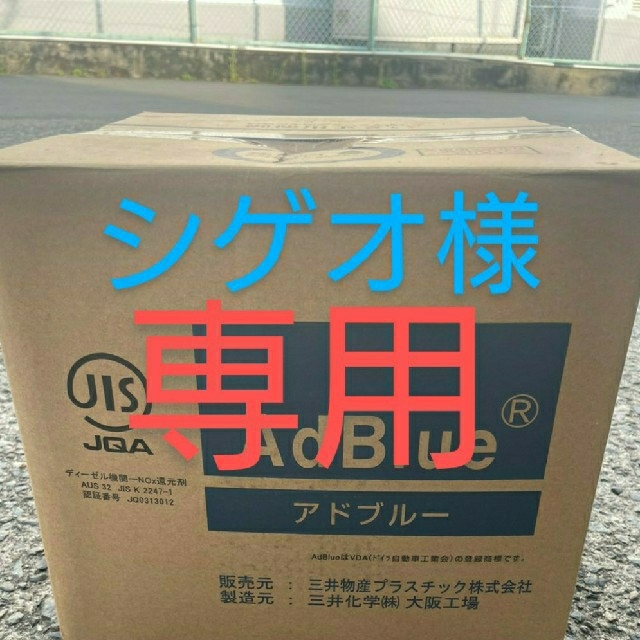 シゲオ様
専用
JIS
JQA
AdBlue®
アドブルー
ディーゼル機関ーNOx還元剤
AUS 32 JIS K 2247-1
認証番号 JQ0313012
AdBlueはVDA(ドイツ自動車工業会)の登録商標です。
販売元 : 三井物産プラスチック株式会社
製造元 : 三井化学㈱ 大阪工場